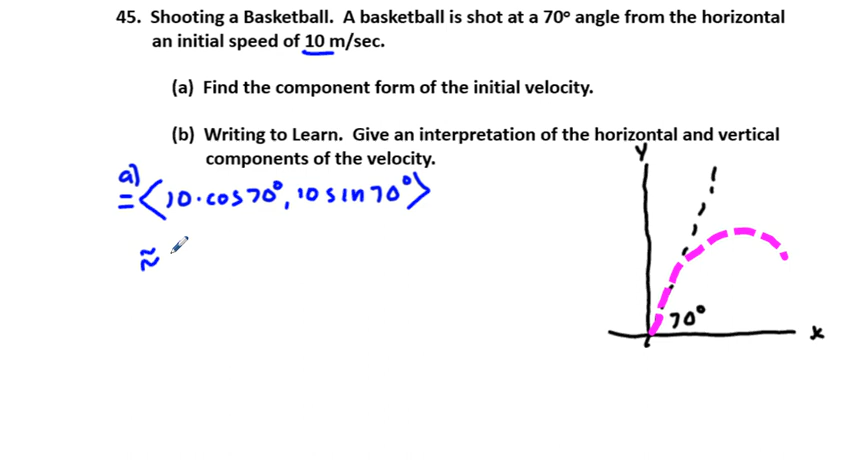 45. Shooting a Basketball. A basketball is shot at a 70° angle from the horizontal
an initial speed of 10 m/sec.
(a) Find the component form of the initial velocity.
(b) Writing to Learn. Give an interpretation of the horizontal and vertical
components of the velocity.
a)
= ⟨10·cos70°, 10 sin 70°⟩
≈
Y
70°
x